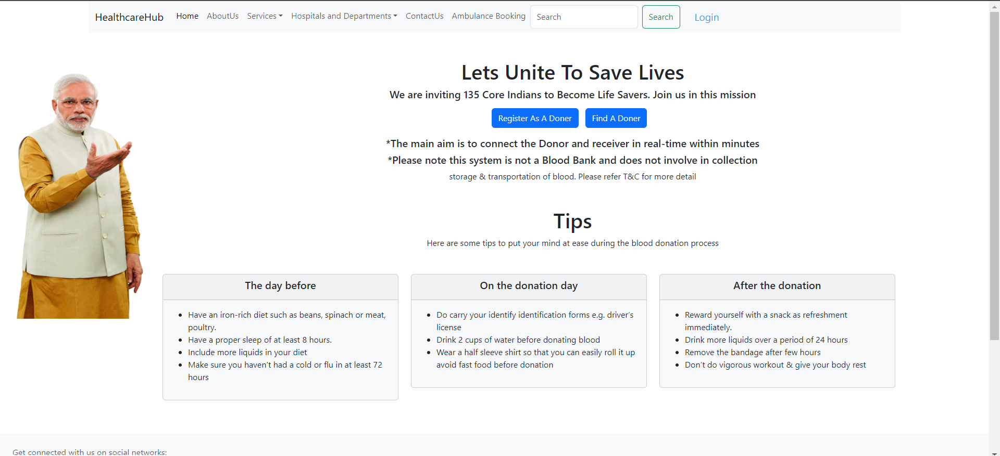 HealthcareHub Home AboutUs Services Hospitals and Departments ContactUs Ambulance Booking Search Search Login
Lets Unite To Save Lives
We are inviting 135 Core Indians to Become Life Savers. Join us in this mission
Register As A Doner Find A Doner
*The main aim is to connect the Donor and receiver in real-time within minutes
*Please note this system is not a Blood Bank and does not involve in collection
storage & transportation of blood. Please refer T&C for more detail
Tips
Here are some tips to put your mind at ease during the blood donation process
The day before
Have an iron-rich diet such as beans, spinach or meat,
poultry.
Have a proper sleep of at least 8 hours.
Include more liquids in your diet
Make sure you haven't had a cold or flu in at least 72
hours
On the donation day
Do carry your identify identification forms e.g. driver's
license
Drink 2 cups of water before donating blood
Wear a half sleeve shirt so that you can easily roll it up
avoid fast food before donation
After the donation
Reward yourself with a snack as refreshment
immediately.
Drink more liquids over a period of 24 hours
Remove the bandage after few hours
Don't do vigorous workout & give your body rest
Get connected with us on social networks: